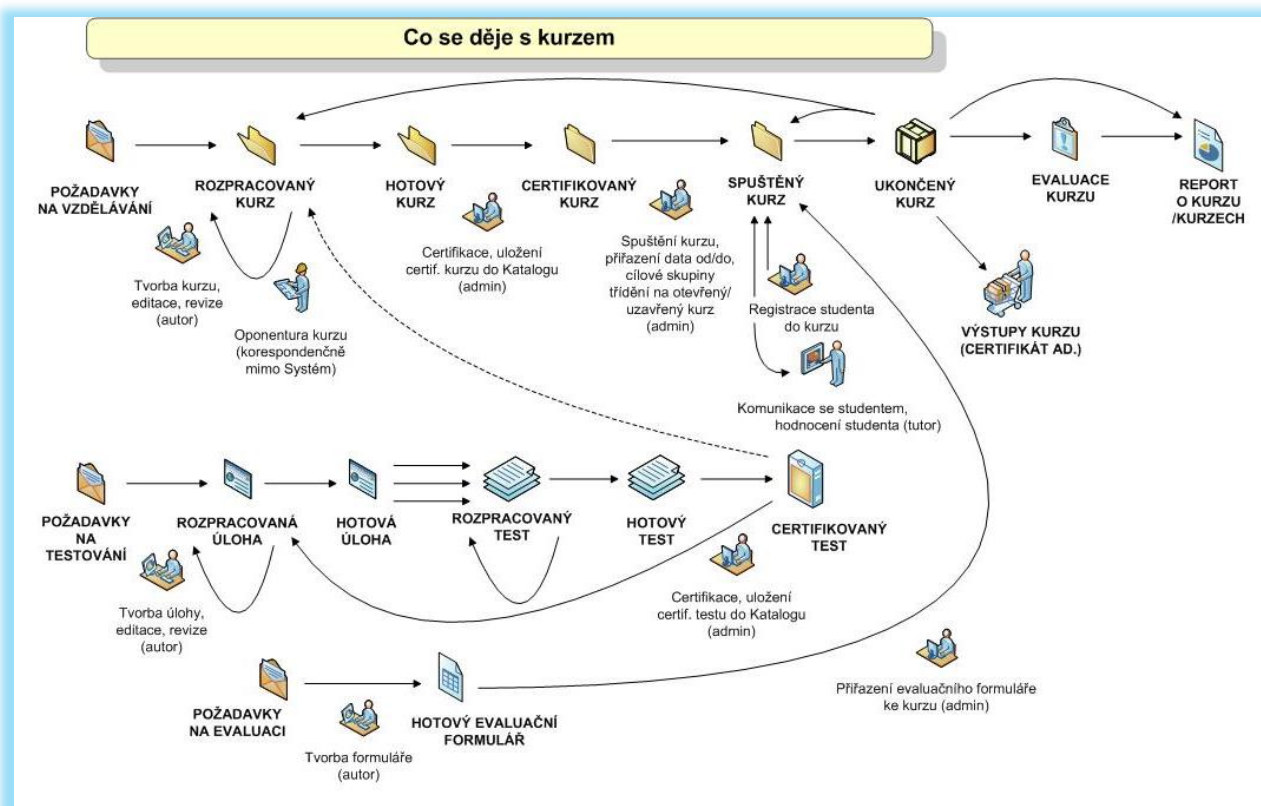 Co se děje s kurzem
POŽADAVKY
NA VZDĚLÁVÁNÍ
ROZPRACOVANÝ
KURZ
HOTOVÝ
KURZ
CERTIFIKOVANÝ
KURZ
SPUŠTĚNÝ
KURZ
UKONČENÝ
KURZ
EVALUACE
KURZU
REPORT
O KURZU
/KURZECH
Tvorba kurzu,
editace, revize
(autor)
Oponentura kurzu
(korespondenčně
mimo Systém)
Certifikace, uložení
certif. kurzu do Katalogu
(admin)
Spuštění kurzu,
přiřazení data od/do,
cílové skupiny
třídění na otevřený/
uzavřený kurz
(admin)
Registrace studenta
do kurzu
VÝSTUPY KURZU
(CERTIFIKÁT AD.)
Komunikace se studentem,
hodnocení studenta (tutor)
POŽADAVKY
NA
TESTOVÁNÍ
ROZPRACOVANÁ
ÚLOHA
HOTOVÁ
ÚLOHA
ROZPRACOVANÝ
TEST
HOTOVÝ
TEST
CERTIFIKOVANÝ
TEST
Tvorba úlohy,
editace, revize
(autor)
Certifikace, uložení
certif. testu do Katalogu
(admin)
POŽADAVKY
NA EVALUACI
Tvorba formuláře
(autor)
HOTOVÝ EVALUAČNÍ
FORMULÁŘ
Přiřazení evaluačního formuláře
ke kurzu (admin)